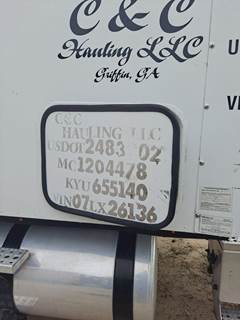 C & C
Hauling LLC
Griffin, GA
C&C
HAULING LLC
USDOT2483 02
MC1204478
KYU655140
VIN07LX26136
U
V